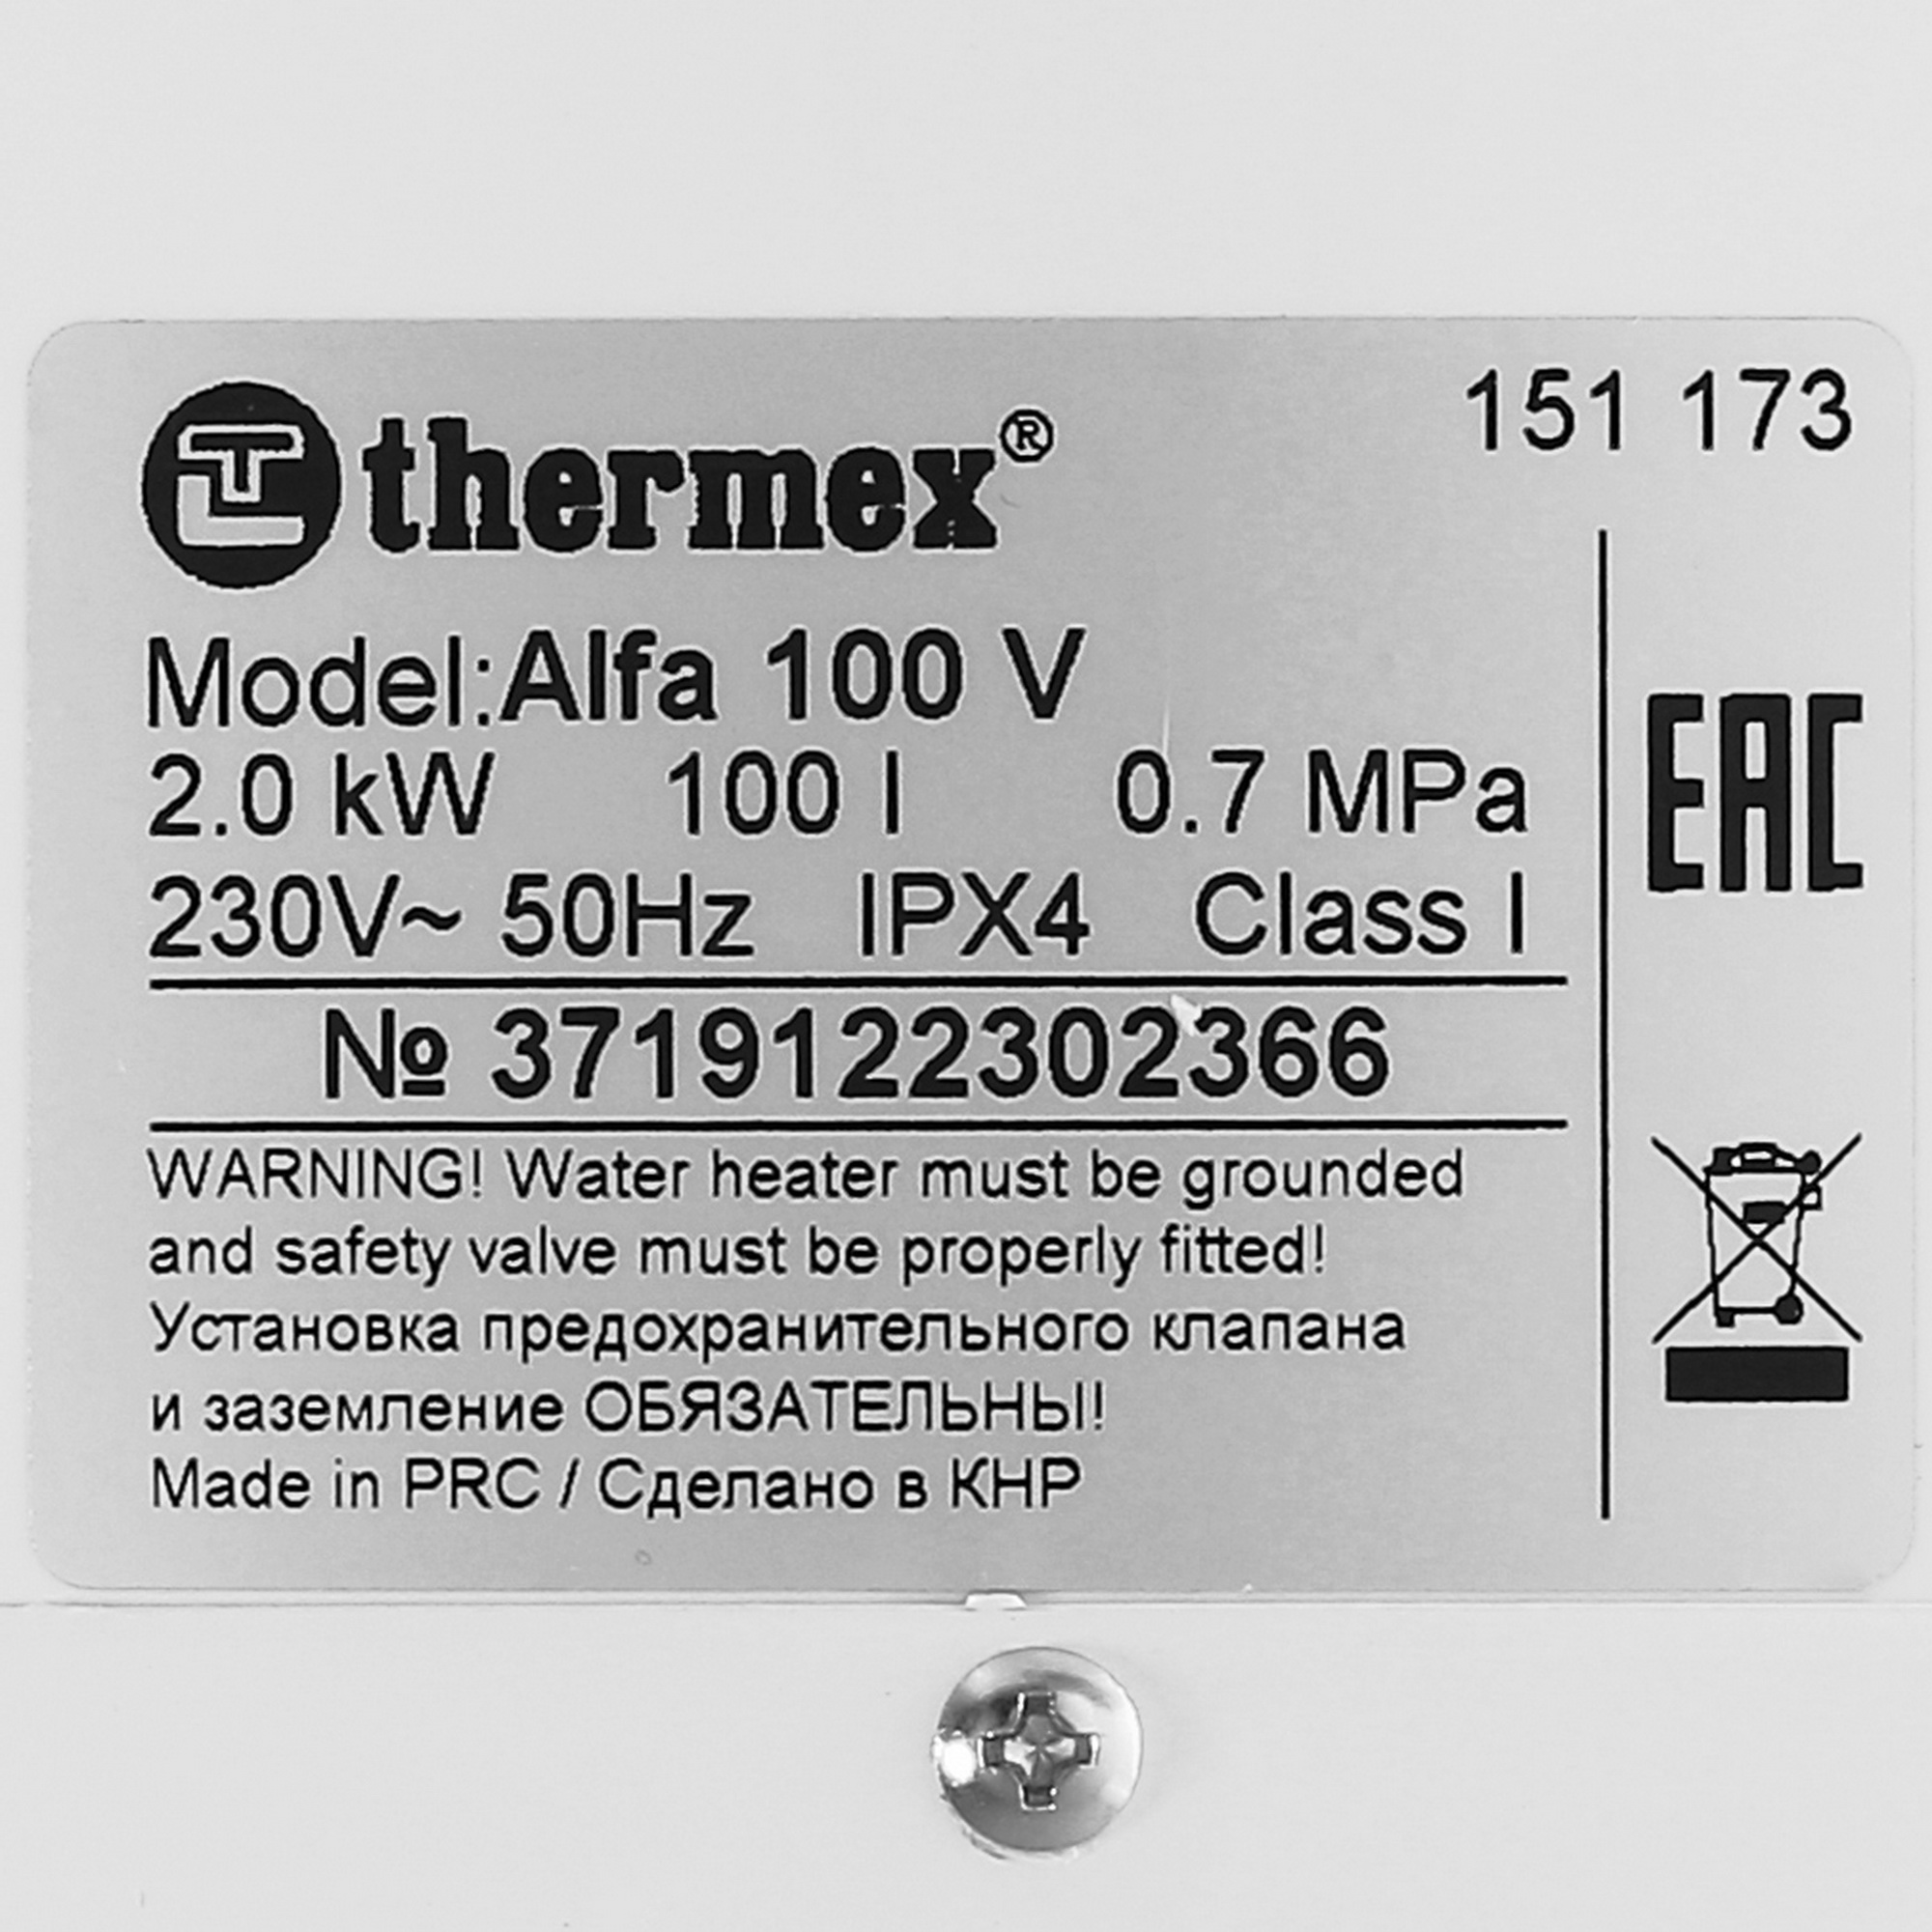 thermex®
151 173
Model: Alfa 100 V
2.0 kW 100 l 0.7 MPa
230V~ 50Hz IPX4 Class I
№ 3719122302366
WARNING! Water heater must be grounded
and safety valve must be properly fitted!
Установка предохранительного клапана
и заземление ОБЯЗАТЕЛЬНЫ!
Made in PRC / Сделано в КНР
EAC